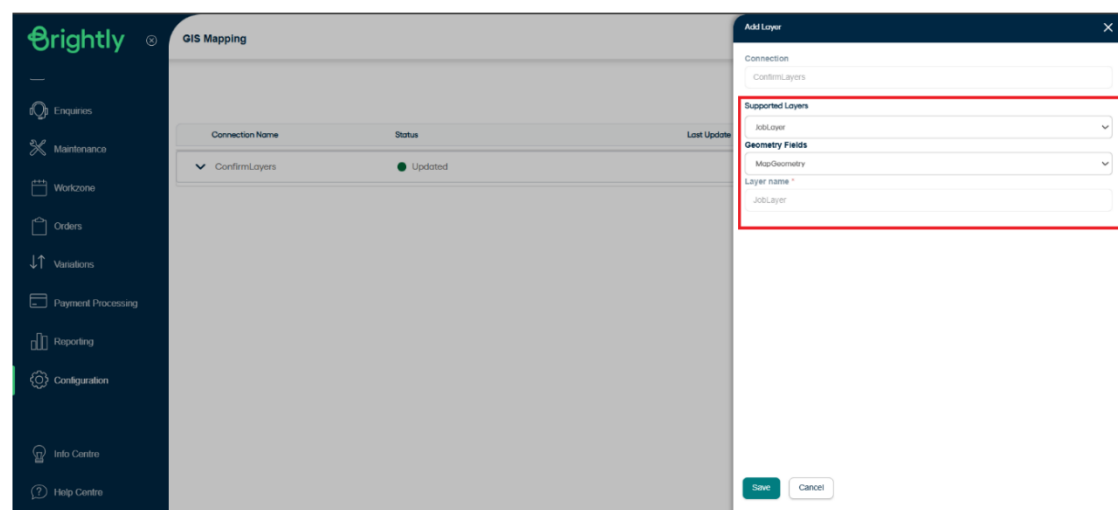 Brightly
GIS Mapping
Enquiries
Maintenance
Workzone
Orders
Variations
Payment Processing
Reporting
Configuration
Info Centre
Help Centre
Connection Name Status Last Update
ConfirmLayers Updated
Add Layer
Connection
ConfirmLayers
Supported Layers
JobLayer
Geometry Fields
MapGeometry
Layer name *
JobLayer
Save Cancel